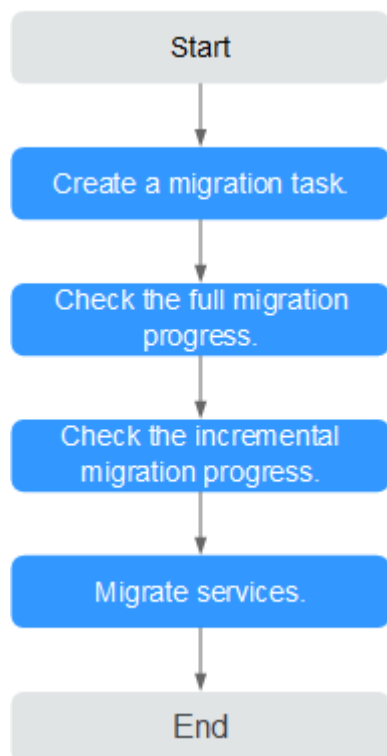 Start
Create a migration task.
Check the full migration
progress.
Check the incremental
migration progress.
Migrate services.
End